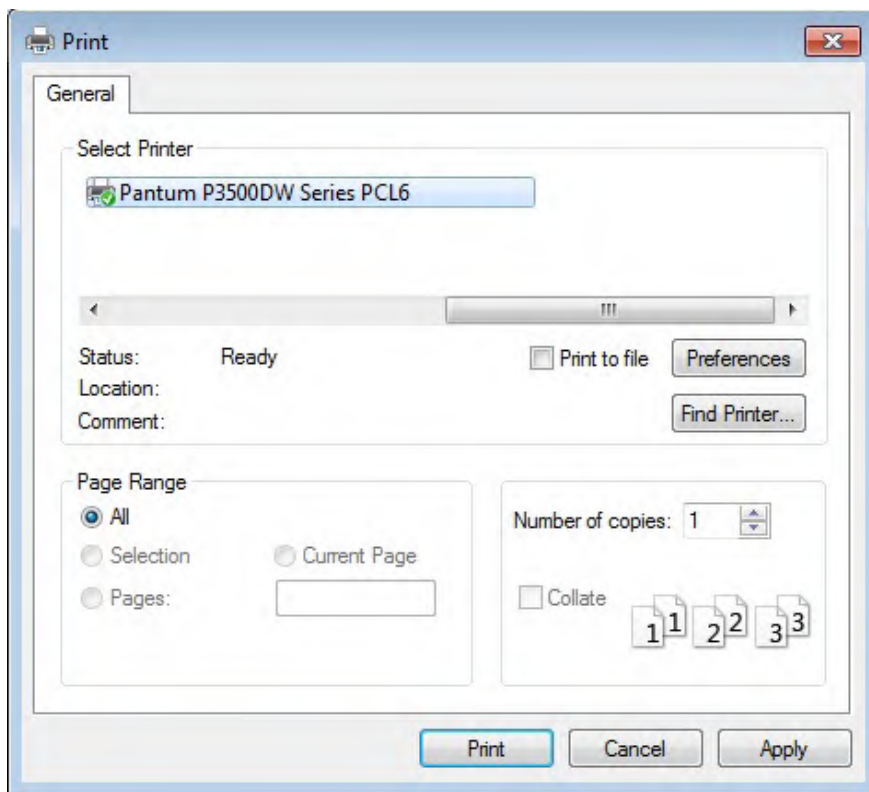 Print
General
Select Printer
Pantum P3500DW Series PCL6
Status: Ready
Print to file
Preferences
Location:
Comment:
Find Printer...
Page Range
All
Selection
Current Page
Pages:
Number of copies: 1
Collate
1 1 2 2 3 3
Print
Cancel
Apply